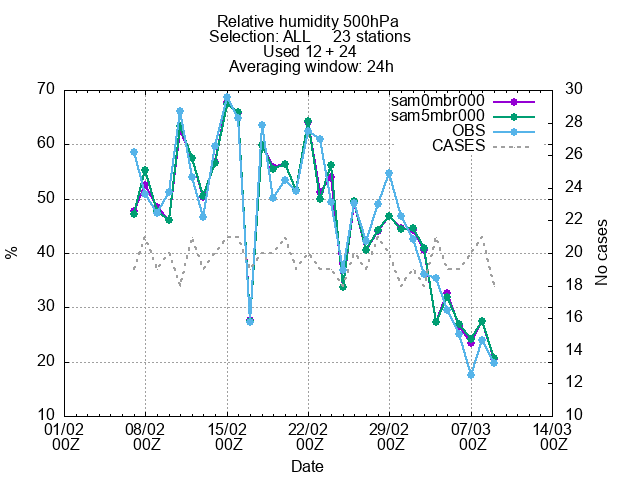 Relative humidity 500hPa
Selection: ALL 23 stations
Used 12 + 24
Averaging window: 24h
sam0mbr000
sam5mbr000
OBS
CASES
70
60
50
40
30
20
10
%
30
28
26
24
22
20
18
16
14
12
10
No cases
01/02 08/02 15/02 22/02 29/02 07/03 14/03
00Z 00Z 00Z 00Z 00Z 00Z 00Z
Date